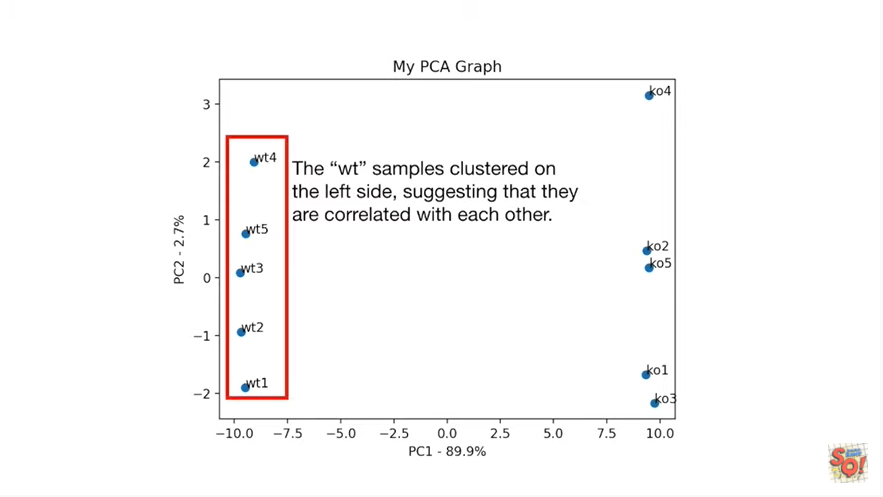 My PCA Graph
ko4
3
wt4
2
The “wt” samples clustered on
the left side, suggesting that they
are correlated with each other.
wt5
1
ko2
wt3
ko5
0
PC2 - 2.7%
wt2
−1
ko1
wt1
−2
ko3
−10.0 −7.5 −5.0 −2.5 0.0 2.5 5.0 7.5 10.0
PC1 - 89.9%
SQ!